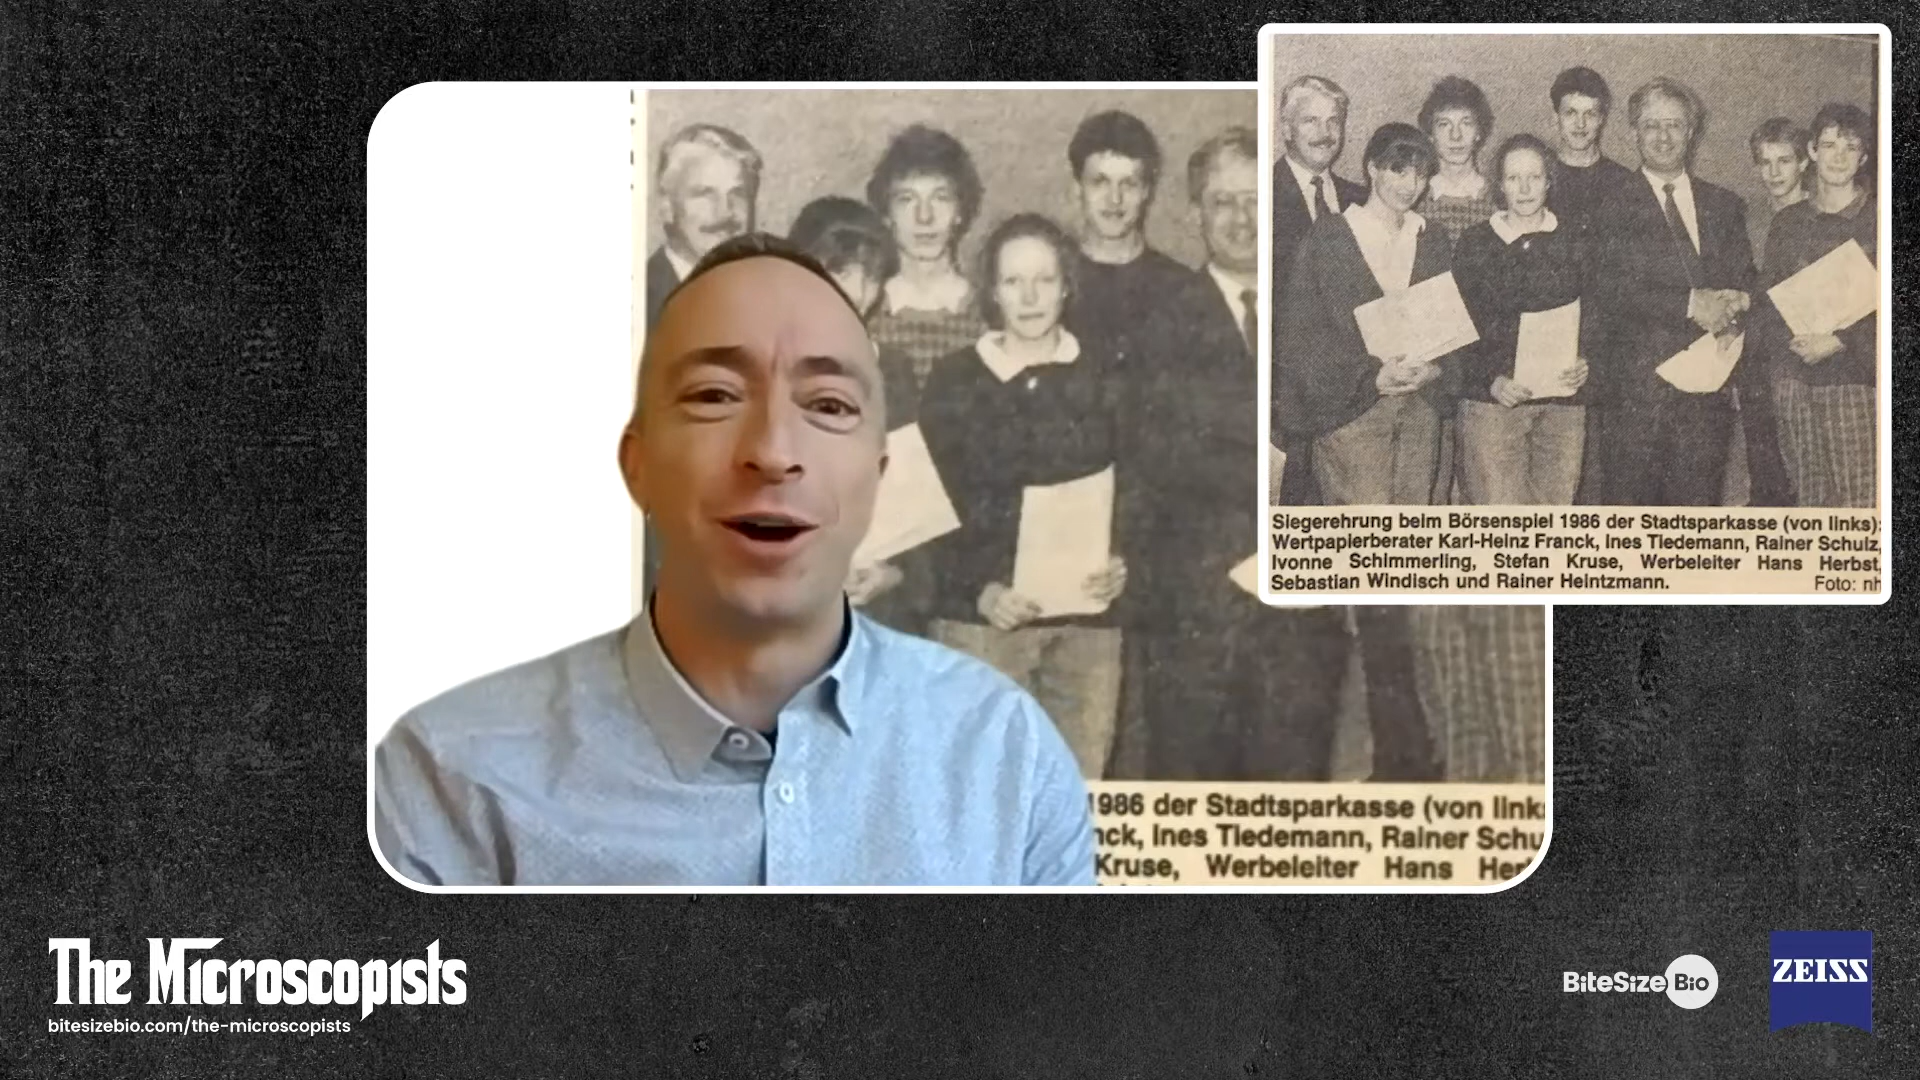 Siegerehrung beim Börsenspiel 1986 der Stadtsparkasse (von links):
Wertpapierberater Karl-Heinz Franck, Ines Tiedemann, Rainer Schulz,
Ivonne Schimmerling, Stefan Kruse, Werbeleiter Hans Herbst,
Sebastian Windisch und Rainer Heintzmann.
Foto: nh
1986 der Stadtsparkasse (von links
nck, Ines Tiedemann, Rainer Schu
Kruse, Werbeleiter Hans Her
The Microscopists
bitesizebio.com/the-microscopists
BiteSize Bio
ZEISS